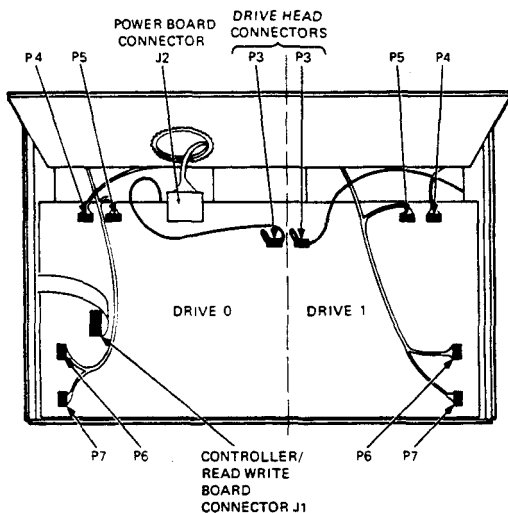 POWER BOARD
CONNECTOR
J2
DRIVE HEAD
CONNECTORS
P4
P5
P3
P3
P5
P4
DRIVE 0
DRIVE 1
P7
P6
CONTROLLER/
READ WRITE
BOARD
CONNECTOR J1
P6
P7